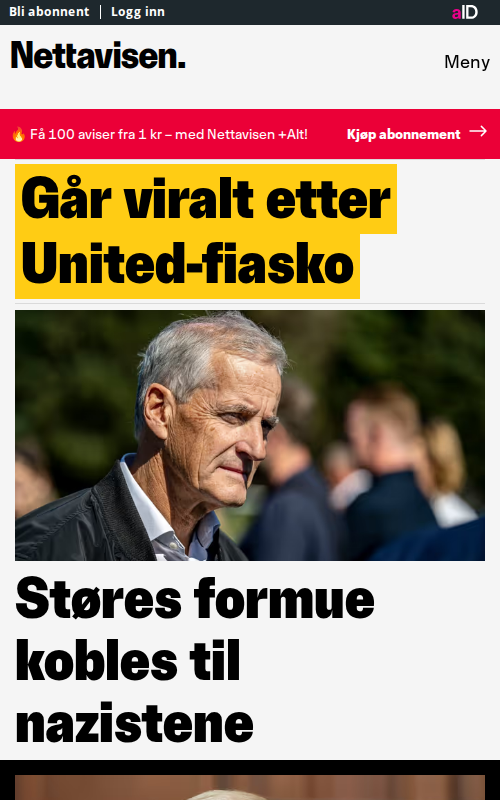 Bli abonnent | Logg inn
aID
Nettavisen.
Meny
🔥 Få 100 aviser fra 1 kr – med Nettavisen +Alt!
Kjøp abonnement →
Går viralt etter
United-fiasko
Støres formue
kobles til
nazistene